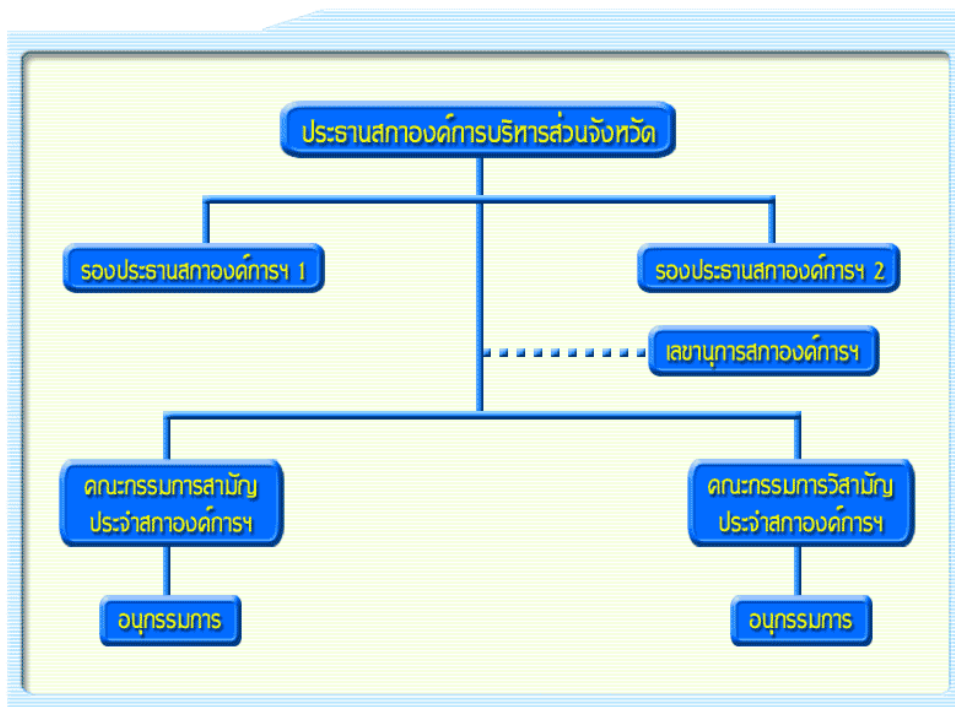 ประธานสภาองค์การบริหารส่วนจังหวัด
รองประธานสภาองค์การฯ 1
รองประธานสภาองค์การฯ 2
เลขานุการสภาองค์การฯ
คณะกรรมการสามัญ
ประจำสภาองค์การฯ
คณะกรรมการวิสามัญ
ประจำสภาองค์การฯ
อนุกรรมการ
อนุกรรมการ